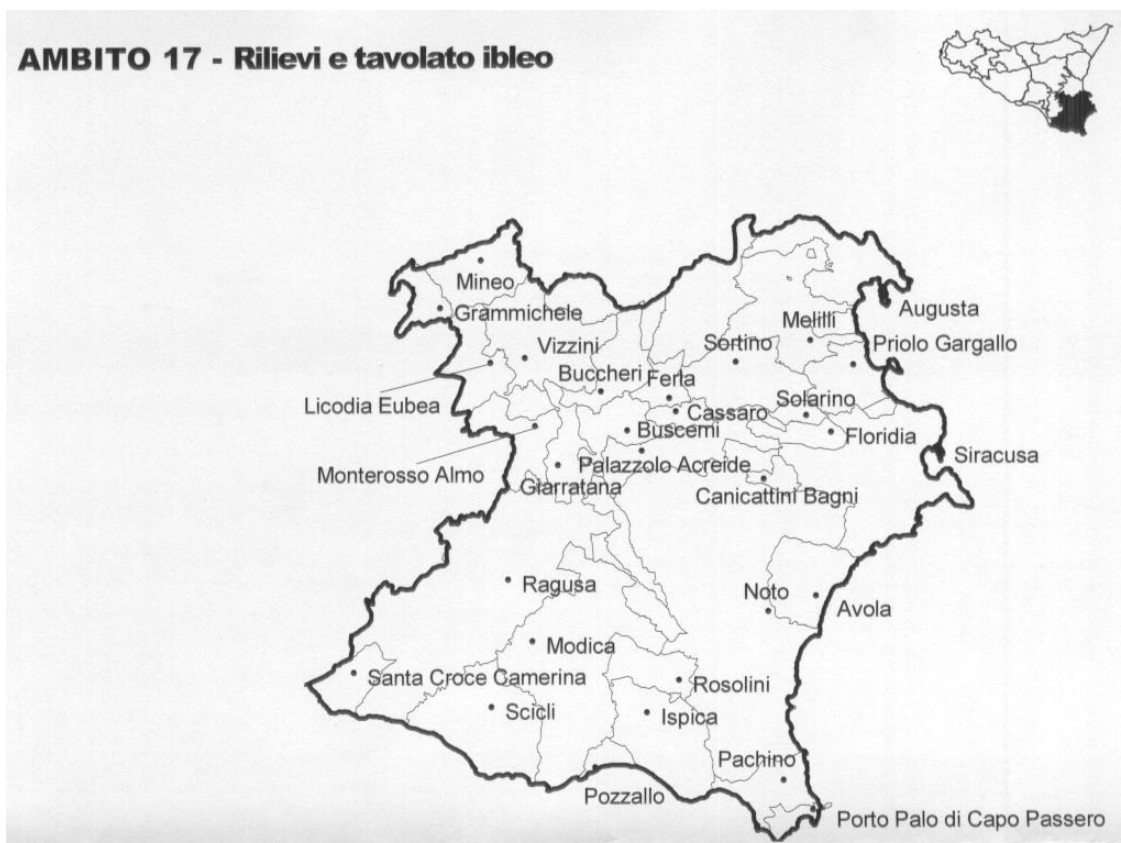 AMBITO 17 - Rilievi e tavolato ibleo
Mineo
Grammichele
Augusta
Melilli
Priolo Gargallo
Vizzini
Sortino
Buccheri
Ferla
Licodia Eubea
Solarino
Cassaro
Buscemi
Floridia
Siracusa
Monterosso Almo
Palazzolo Acreide
Giarratana
Canicattini Bagni
Ragusa
Noto
Avola
Modica
Santa Croce Camerina
Rosolini
Scicli
Ispica
Pachino
Pozzallo
Porto Palo di Capo Passero